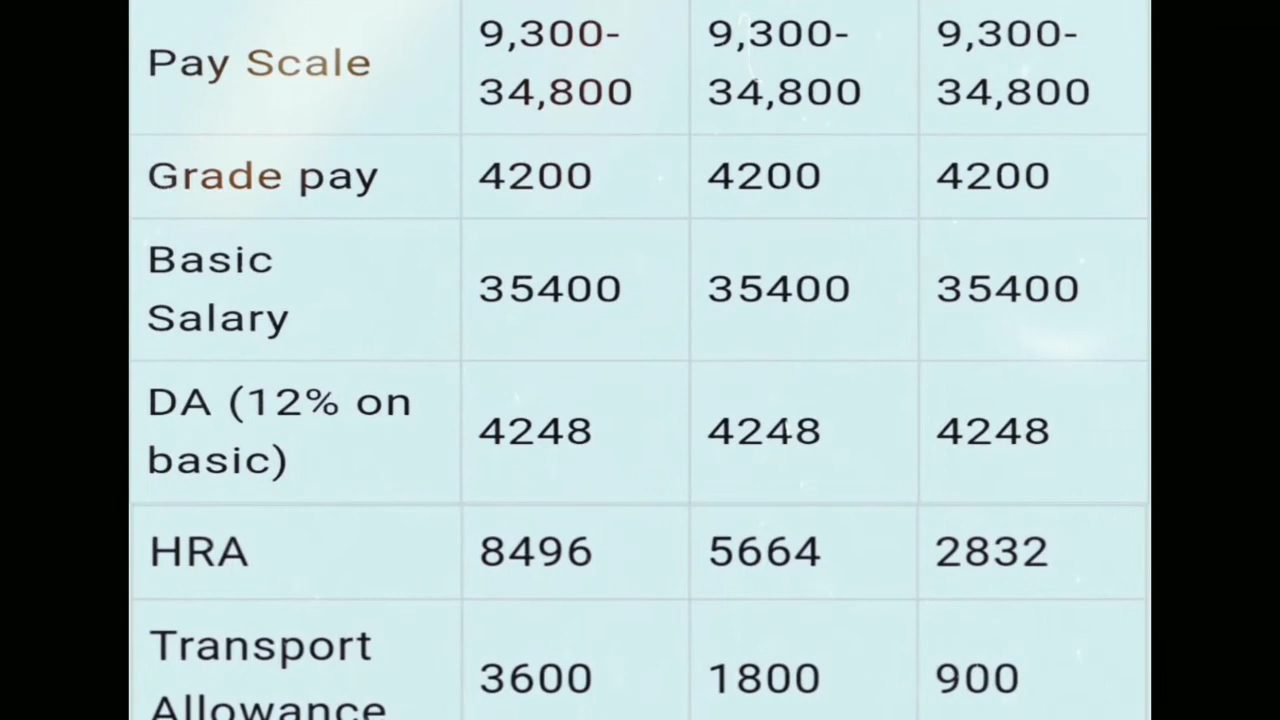 Pay Scale 9,300- 9,300- 9,300-
34,800 34,800 34,800
Grade pay 4200 4200 4200
Basic
Salary 35400 35400 35400
DA (12% on
basic) 4248 4248 4248
HRA 8496 5664 2832
Transport
Allowance 3600 1800 900